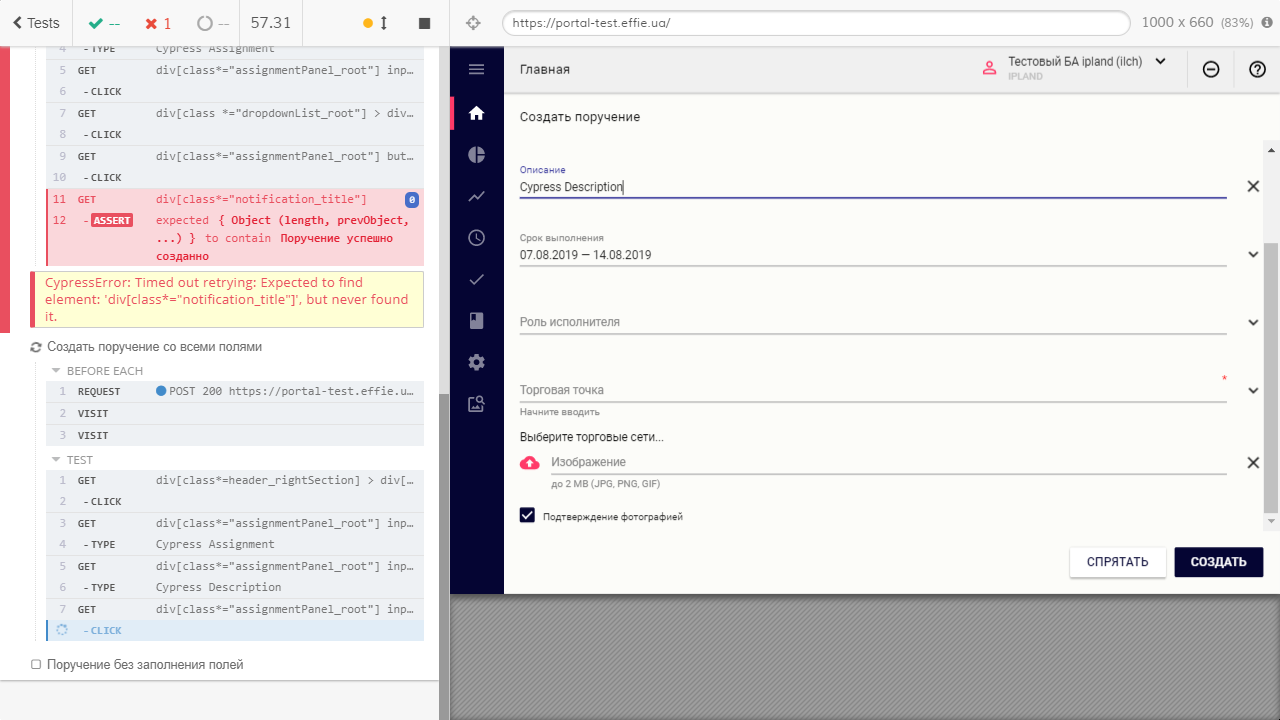 Tests
--
1
--
57.31
https://portal-test.effie.ua/
1000 x 660 (83%)
4 - TYPE Cypress Assignment
5 GET div[class*="assignmentPanel_root"] inp…
6 - CLICK
7 GET div[class *="dropdownList_root"] > div…
8 - CLICK
9 GET div[class*="assignmentPanel_root"] but…
10 - CLICK
11 GET div[class*="notification_title"] 0
12 - ASSERT expected { Object (length, prevObject,
...) } to contain Поручение успешно
созданно
CypressError: Timed out retrying: Expected to find
element: 'div[class*="notification_title"]', but never found
it.
Создать поручение со всеми полями
BEFORE EACH
1 REQUEST POST 200 https://portal-test.effie.u…
2 VISIT
3 VISIT
TEST
1 GET div[class*=header_rightSection] > div[…
2 - CLICK
3 GET div[class*="assignmentPanel_root"] inp…
4 - TYPE Cypress Assignment
5 GET div[class*="assignmentPanel_root"] inp…
6 - TYPE Cypress Description
7 GET div[class*="assignmentPanel_root"] inp…
- CLICK
Поручение без заполнения полей
Главная
Тестовый БА ipland (ilch)
IPLAND
Создать поручение
Описание
Cypress Description
Срок выполнения
07.08.2019 — 14.08.2019
Роль исполнителя
*
Торговая точка
Начните вводить
Выберите торговые сети...
Изображение
до 2 MB (JPG, PNG, GIF)
Подтверждение фотографией
СПРЯТАТЬ
СОЗДАТЬ